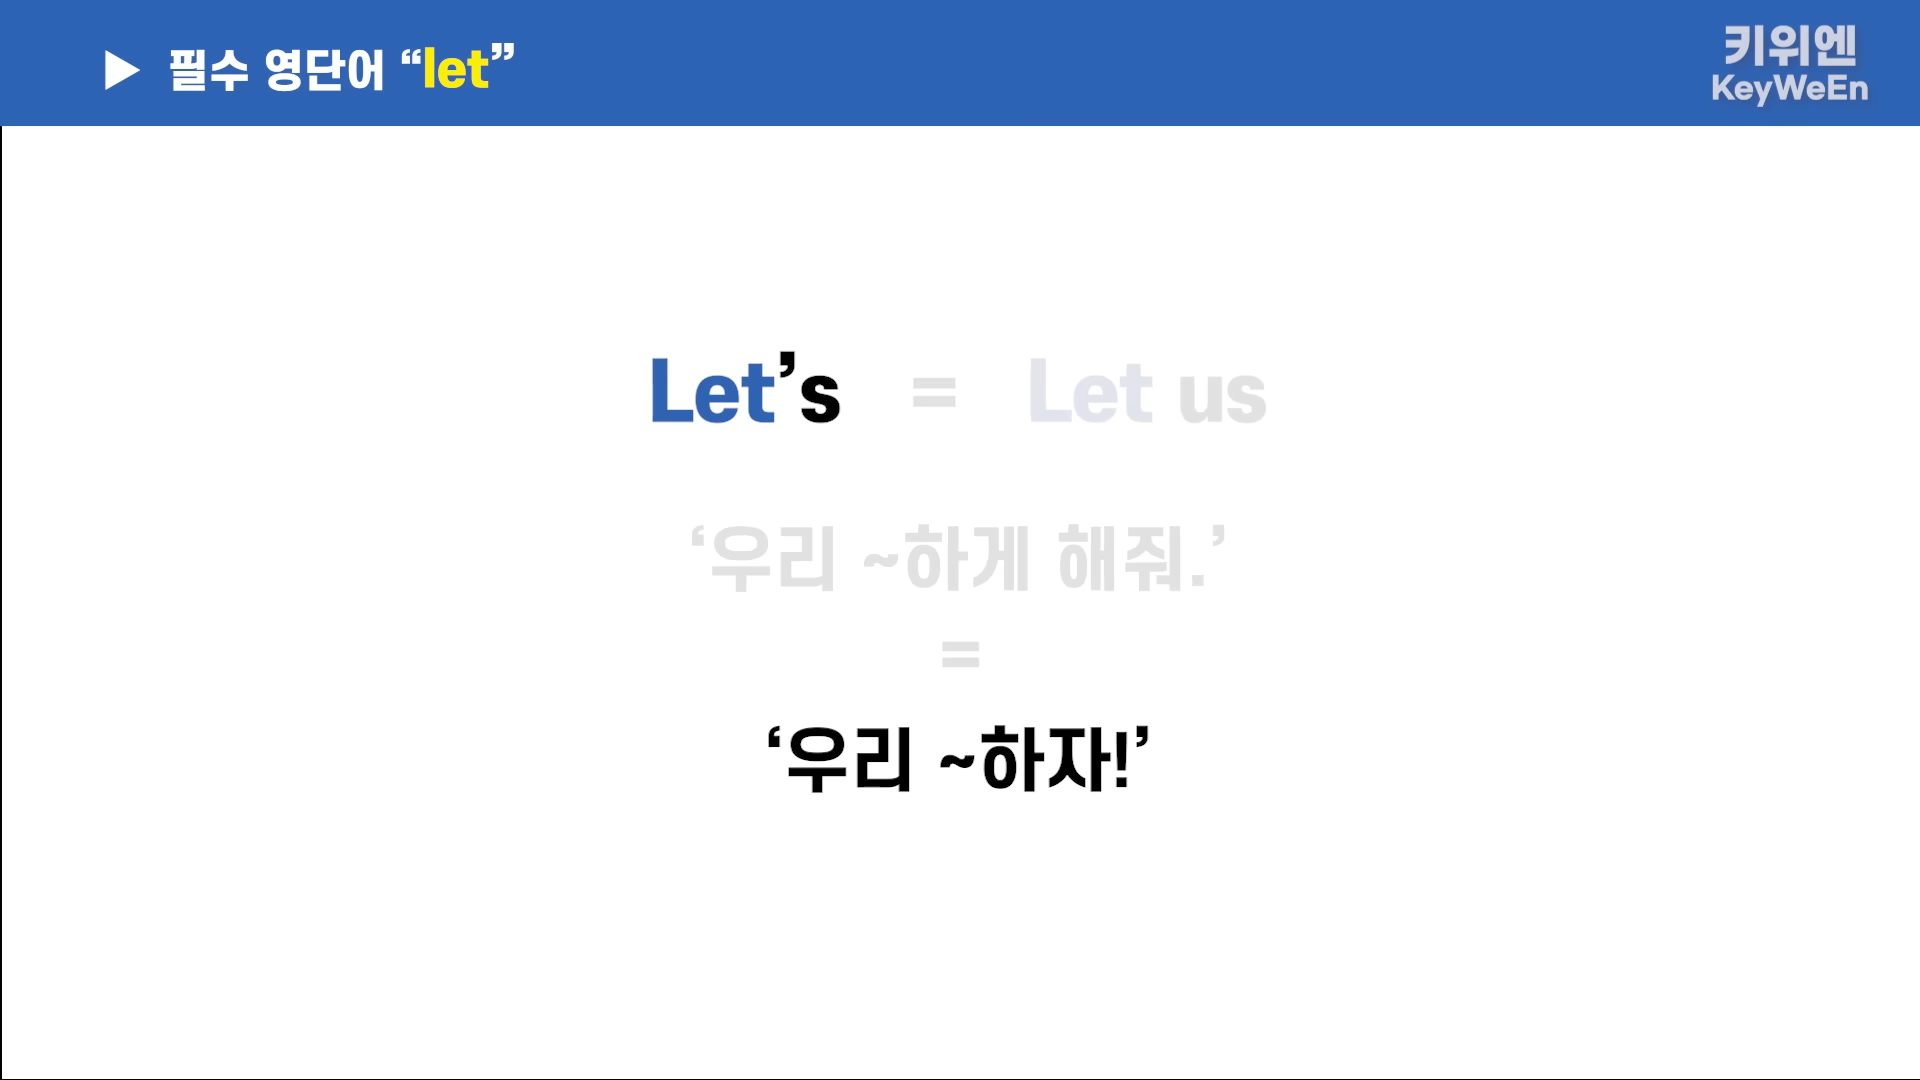 ▶ 필수 영단어 “let”
키위엔
KeyWeEn
Let’s = Let us
‘우리 ~하게 해줘.’
=
‘우리 ~하자!’